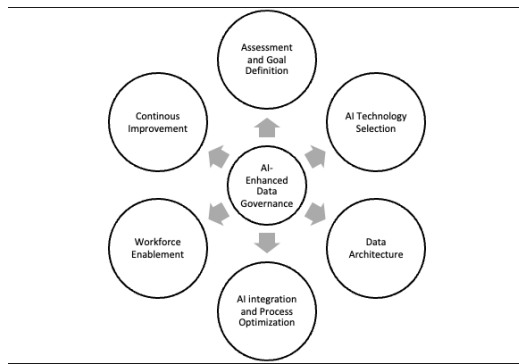 Assessment
and Goal
Definition
Continous
Improvement
AI Technology
Selection
AI-
Enhanced
Data
Governance
Workforce
Enablement
Data
Architecture
AI integration
and Process
Optimization